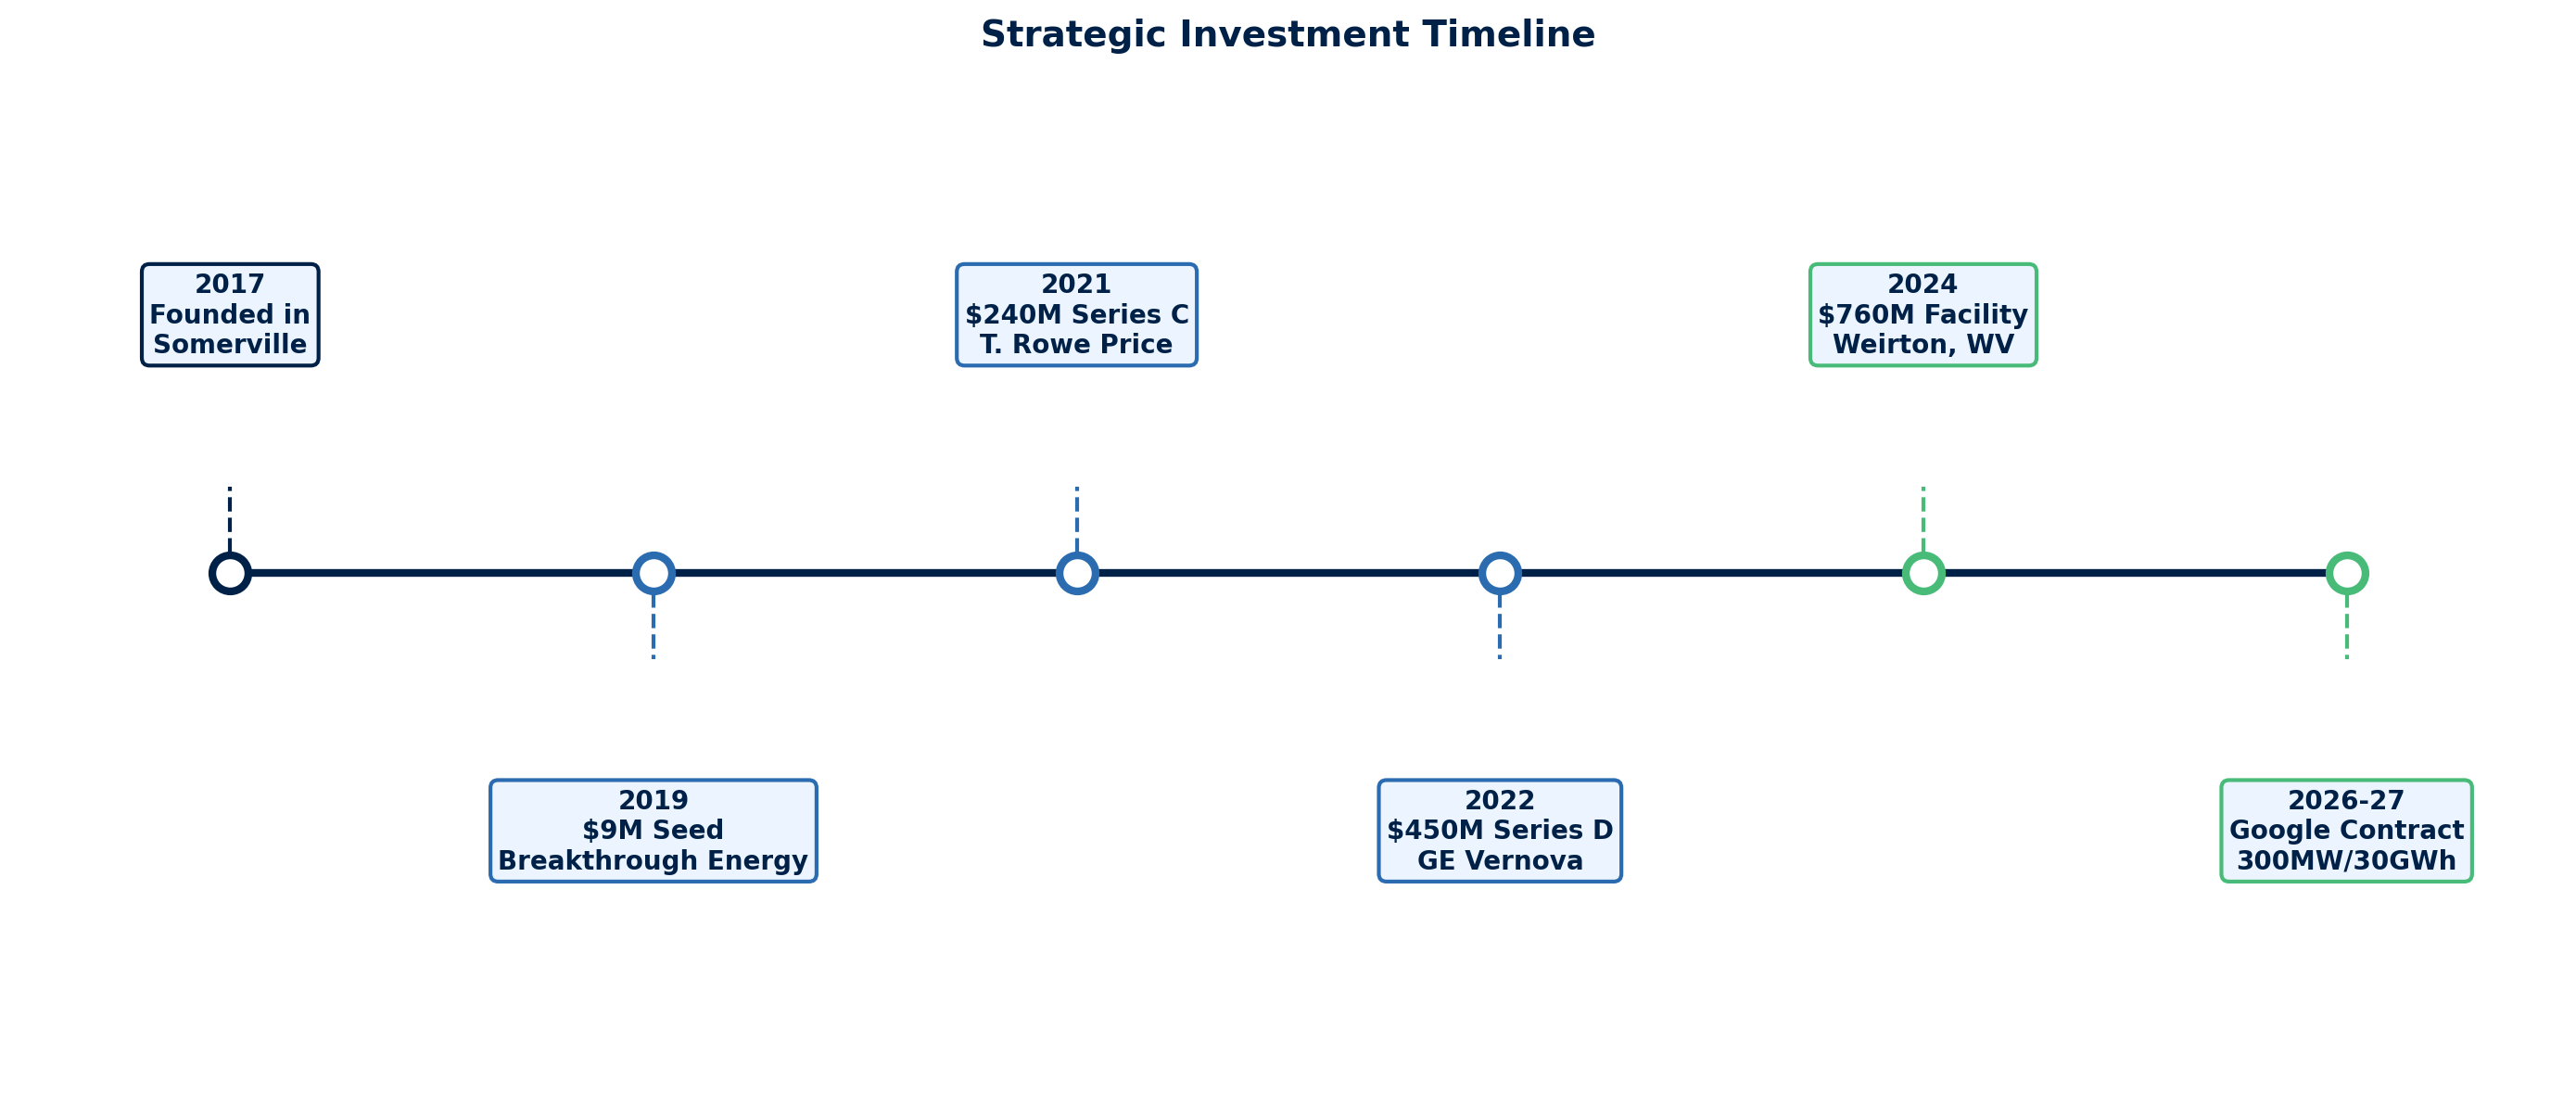 Strategic Investment Timeline
2017
Founded in
Somerville
2019
$9M Seed
Breakthrough Energy
2021
$240M Series C
T. Rowe Price
2022
$450M Series D
GE Vernova
2024
$760M Facility
Weirton, WV
2026-27
Google Contract
300MW/30GWh